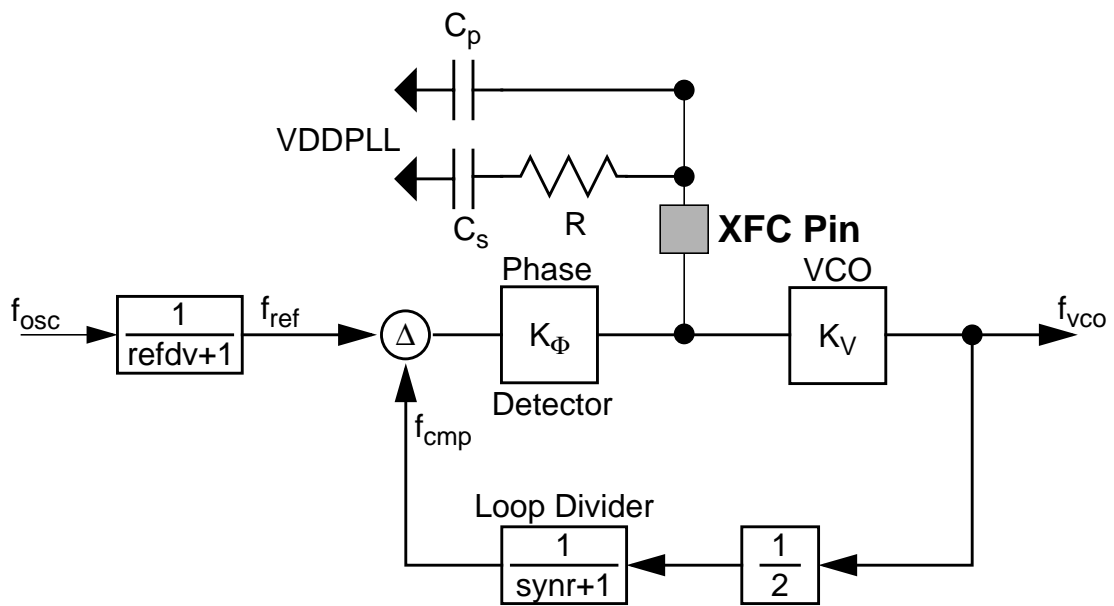 Cp
VDDPLL
Cs
R
XFC Pin
Phase
VCO
fosc
1
refdv+1
fref
Δ
KΦ
KV
fvco
Detector
fcmp
Loop Divider
1
synr+1
1
2